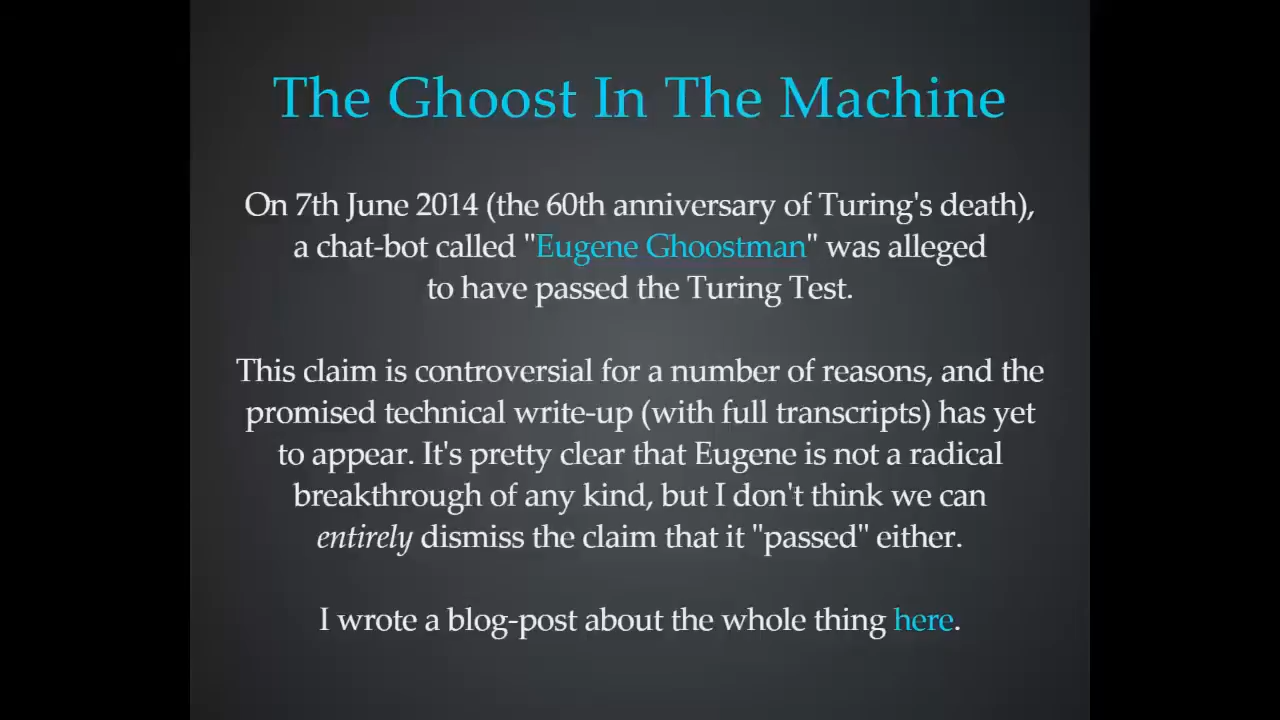 The Ghoost In The Machine
On 7th June 2014 (the 60th anniversary of Turing's death),
a chat-bot called "Eugene Ghoostman" was alleged
to have passed the Turing Test.
This claim is controversial for a number of reasons, and the
promised technical write-up (with full transcripts) has yet
to appear. It's pretty clear that Eugene is not a radical
breakthrough of any kind, but I don't think we can
entirely dismiss the claim that it "passed" either.
I wrote a blog-post about the whole thing here.